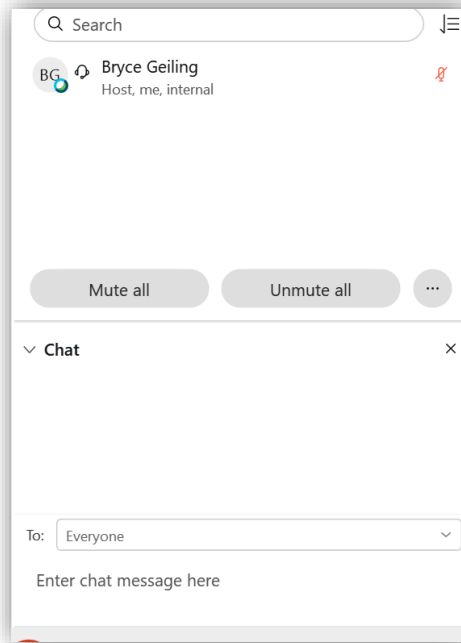 Search
BG
Bryce Geiling
Host, me, internal
Mute all
Unmute all
Chat
To:
Everyone
Enter chat message here